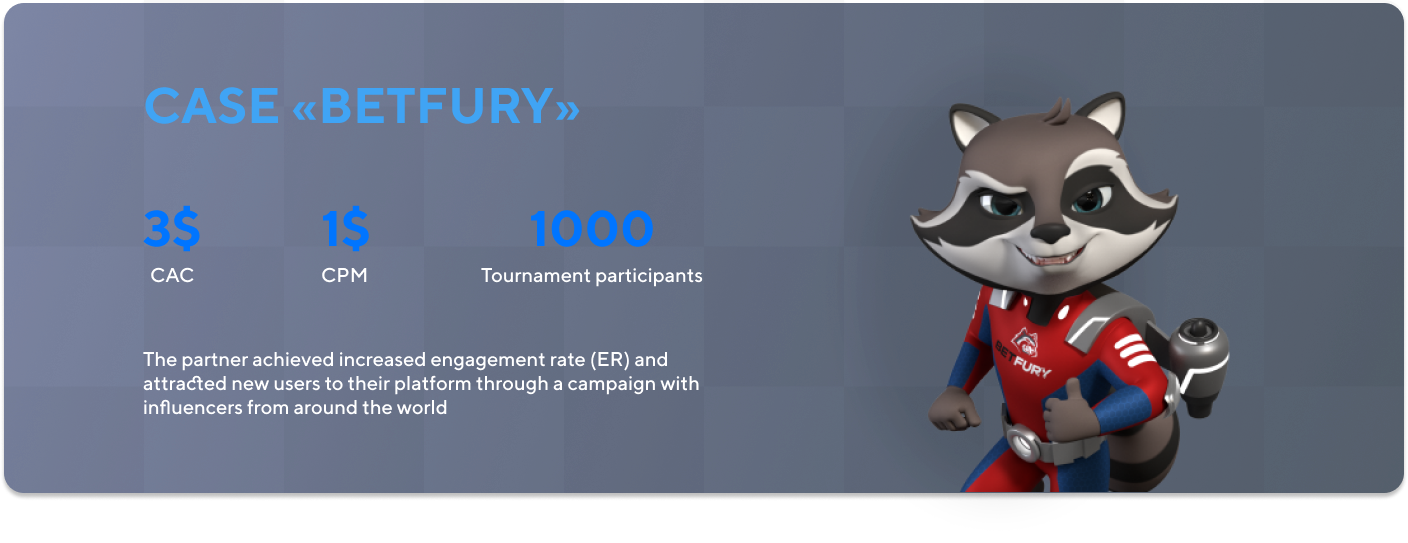 CASE «BETFURY»
3$ 1$ 1000
CAC CPM Tournament participants
The partner achieved increased engagement rate (ER) and
attracted new users to their platform through a campaign with
influencers from around the world
BETFURY